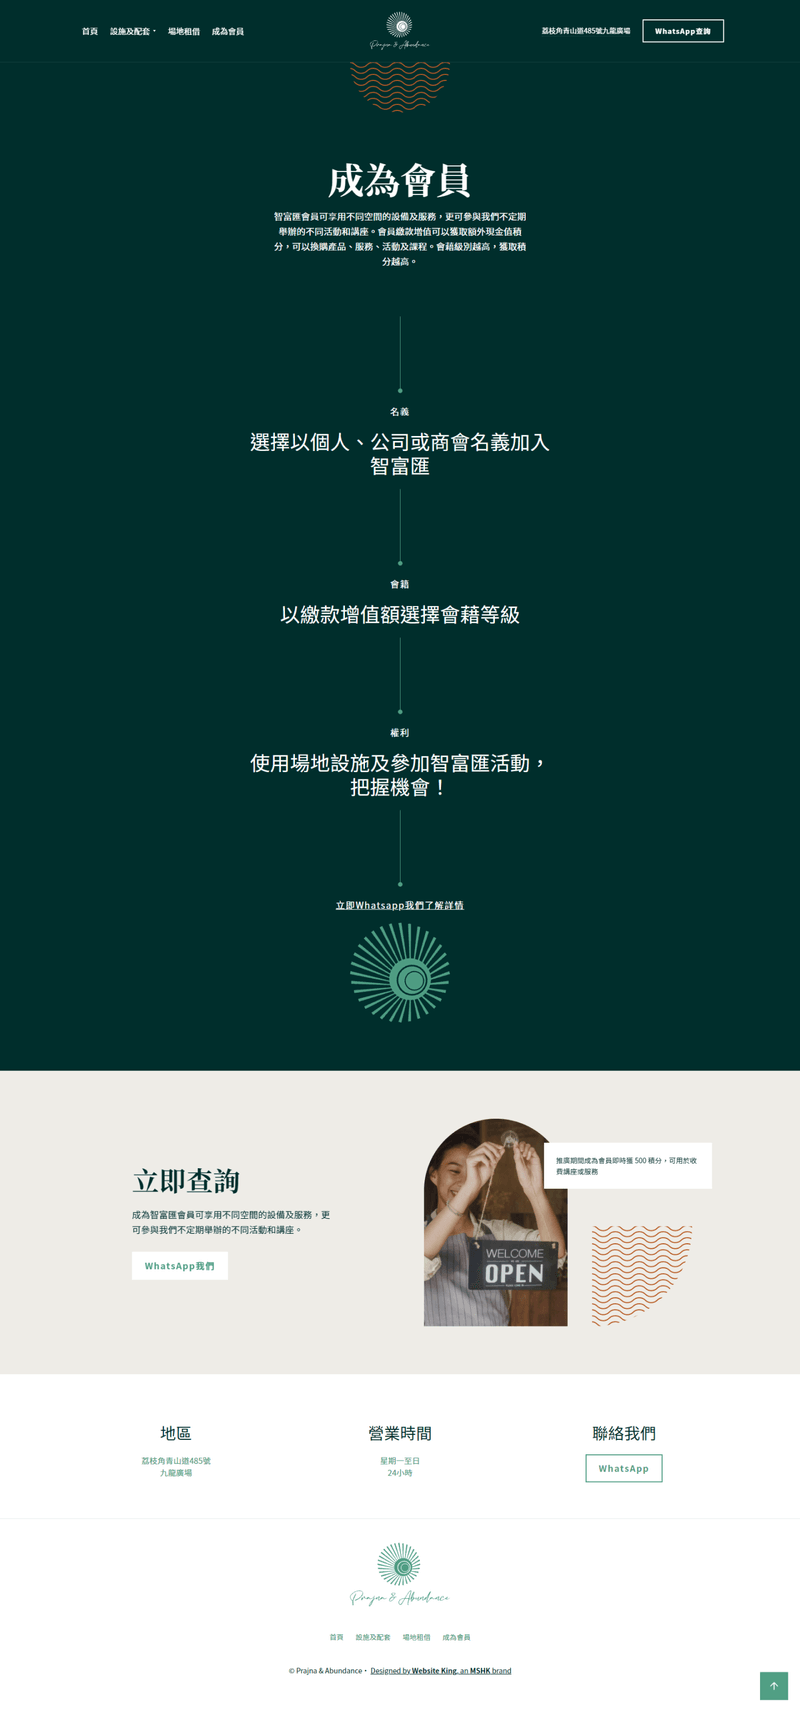 首頁
設施及配套
場地租借
成為會員
Prajna & Abundance
荔枝角青山道485號九龍廣場
WhatsApp查詢
成為會員
智富匯會員可享用不同空間的設備及服務，更可參與我們不定期
舉辦的不同活動和講座。會員繳款增值可以獲取額外現金值積
分，可以換購產品、服務、活動及課程。會藉級別越高，獲取積
分越高。
名義
選擇以個人、公司或商會名義加入
智富匯
會籍
以繳款增值額選擇會藉等級
權利
使用場地設施及參加智富匯活動，
把握機會！
立即Whatsapp我們了解詳情
立即查詢
成為智富匯會員可享用不同空間的設備及服務，更
可參與我們不定期舉辦的不同活動和講座。
WhatsApp我們
推廣期間成為會員即時獲 500 積分，可用於收
費講座或服務
WELCOME
OPEN
地區
荔枝角青山道485號
九龍廣場
營業時間
星期一至日
24小時
聯絡我們
WhatsApp
Prajna & Abundance
首頁
設施及配套
場地租借
成為會員
© Prajna & Abundance・ Designed by Website King, an MSHK brand